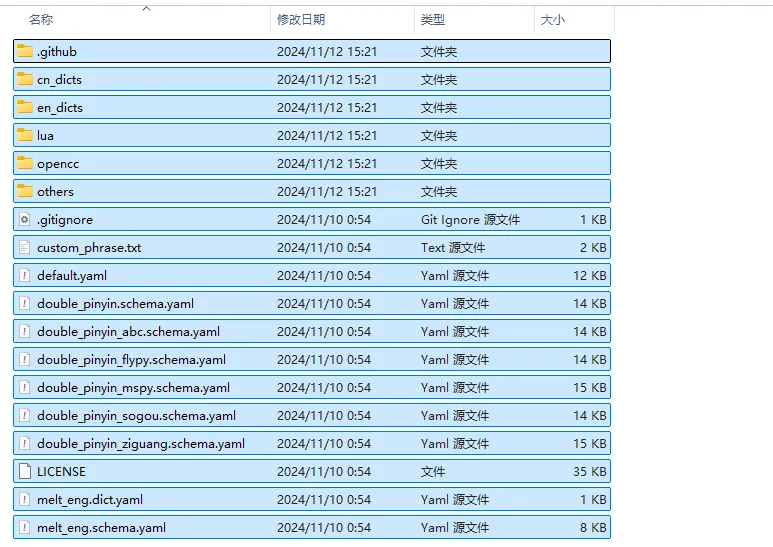 名称 修改日期 类型 大小
.github 2024/11/12 15:21 文件夹
cn_dicts 2024/11/12 15:21 文件夹
en_dicts 2024/11/12 15:21 文件夹
lua 2024/11/12 15:21 文件夹
opencc 2024/11/12 15:21 文件夹
others 2024/11/12 15:21 文件夹
.gitignore 2024/11/10 0:54 Git Ignore 源文件 1 KB
custom_phrase.txt 2024/11/10 0:54 Text 源文件 2 KB
default.yaml 2024/11/10 0:54 Yaml 源文件 12 KB
double_pinyin.schema.yaml 2024/11/10 0:54 Yaml 源文件 14 KB
double_pinyin_abc.schema.yaml 2024/11/10 0:54 Yaml 源文件 14 KB
double_pinyin_flypy.schema.yaml 2024/11/10 0:54 Yaml 源文件 14 KB
double_pinyin_mspy.schema.yaml 2024/11/10 0:54 Yaml 源文件 15 KB
double_pinyin_sogou.schema.yaml 2024/11/10 0:54 Yaml 源文件 14 KB
double_pinyin_ziguang.schema.yaml 2024/11/10 0:54 Yaml 源文件 15 KB
LICENSE 2024/11/10 0:54 文件 35 KB
melt_eng.dict.yaml 2024/11/10 0:54 Yaml 源文件 1 KB
melt_eng.schema.yaml 2024/11/10 0:54 Yaml 源文件 8 KB